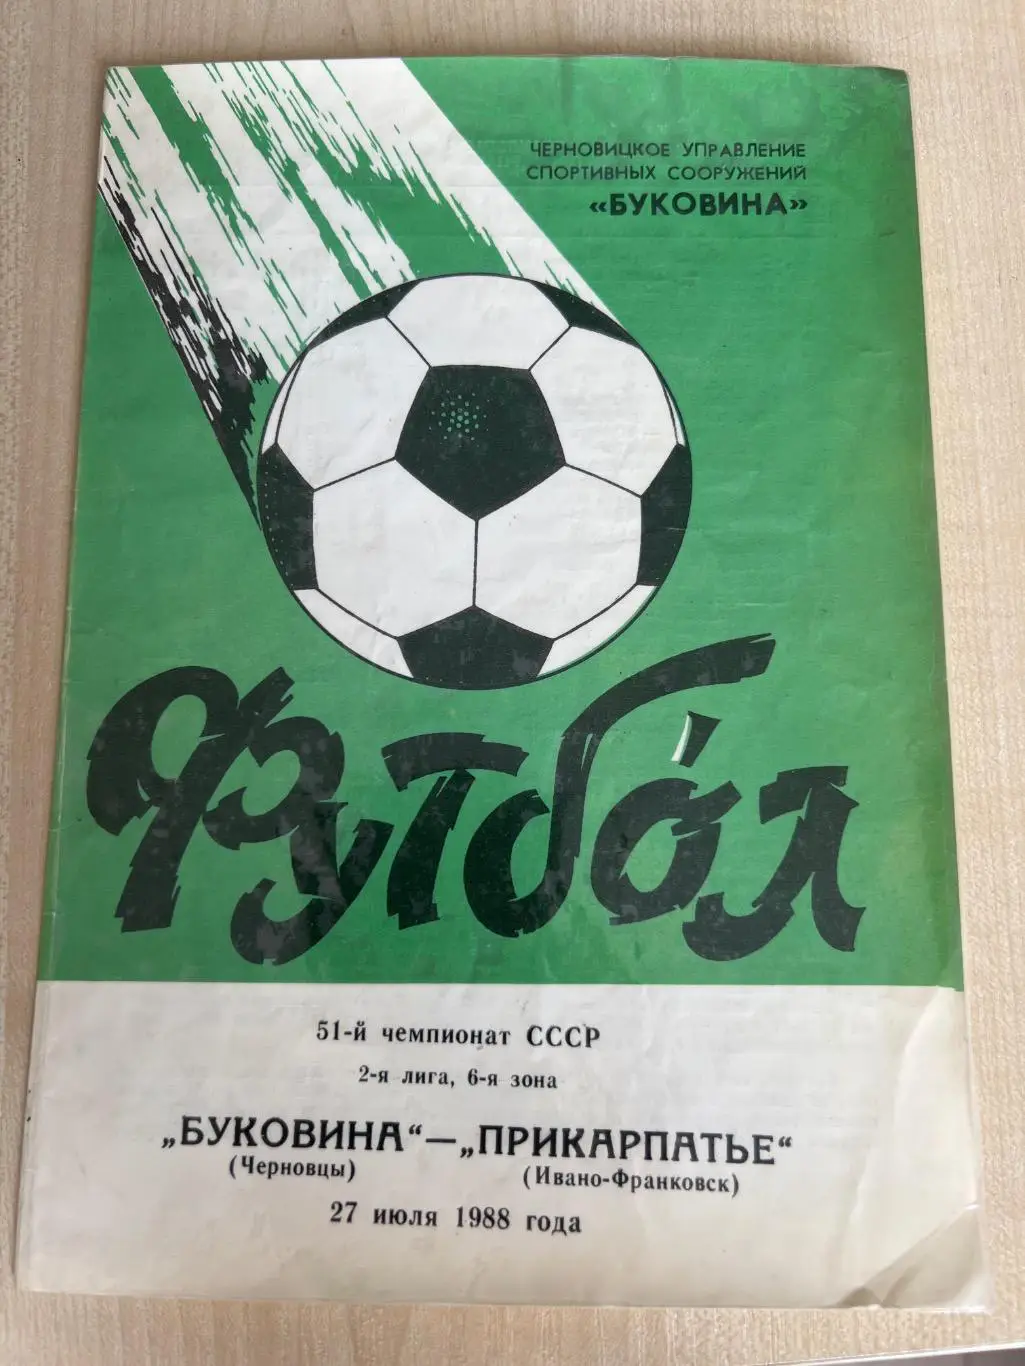 ЧЕРНОВИЦКОЕ УПРАВЛЕНИЕ
СПОРТИВНЫХ СООРУЖЕНИЙ
«БУКОВИНА»
Футбол
51-й чемпионат СССР
2-я лига, 6-я зона
„БУКОВИНА“—„ПРИКАРПАТЬЕ“
(Черновцы) (Ивано-Франковск)
27 июля 1988 года